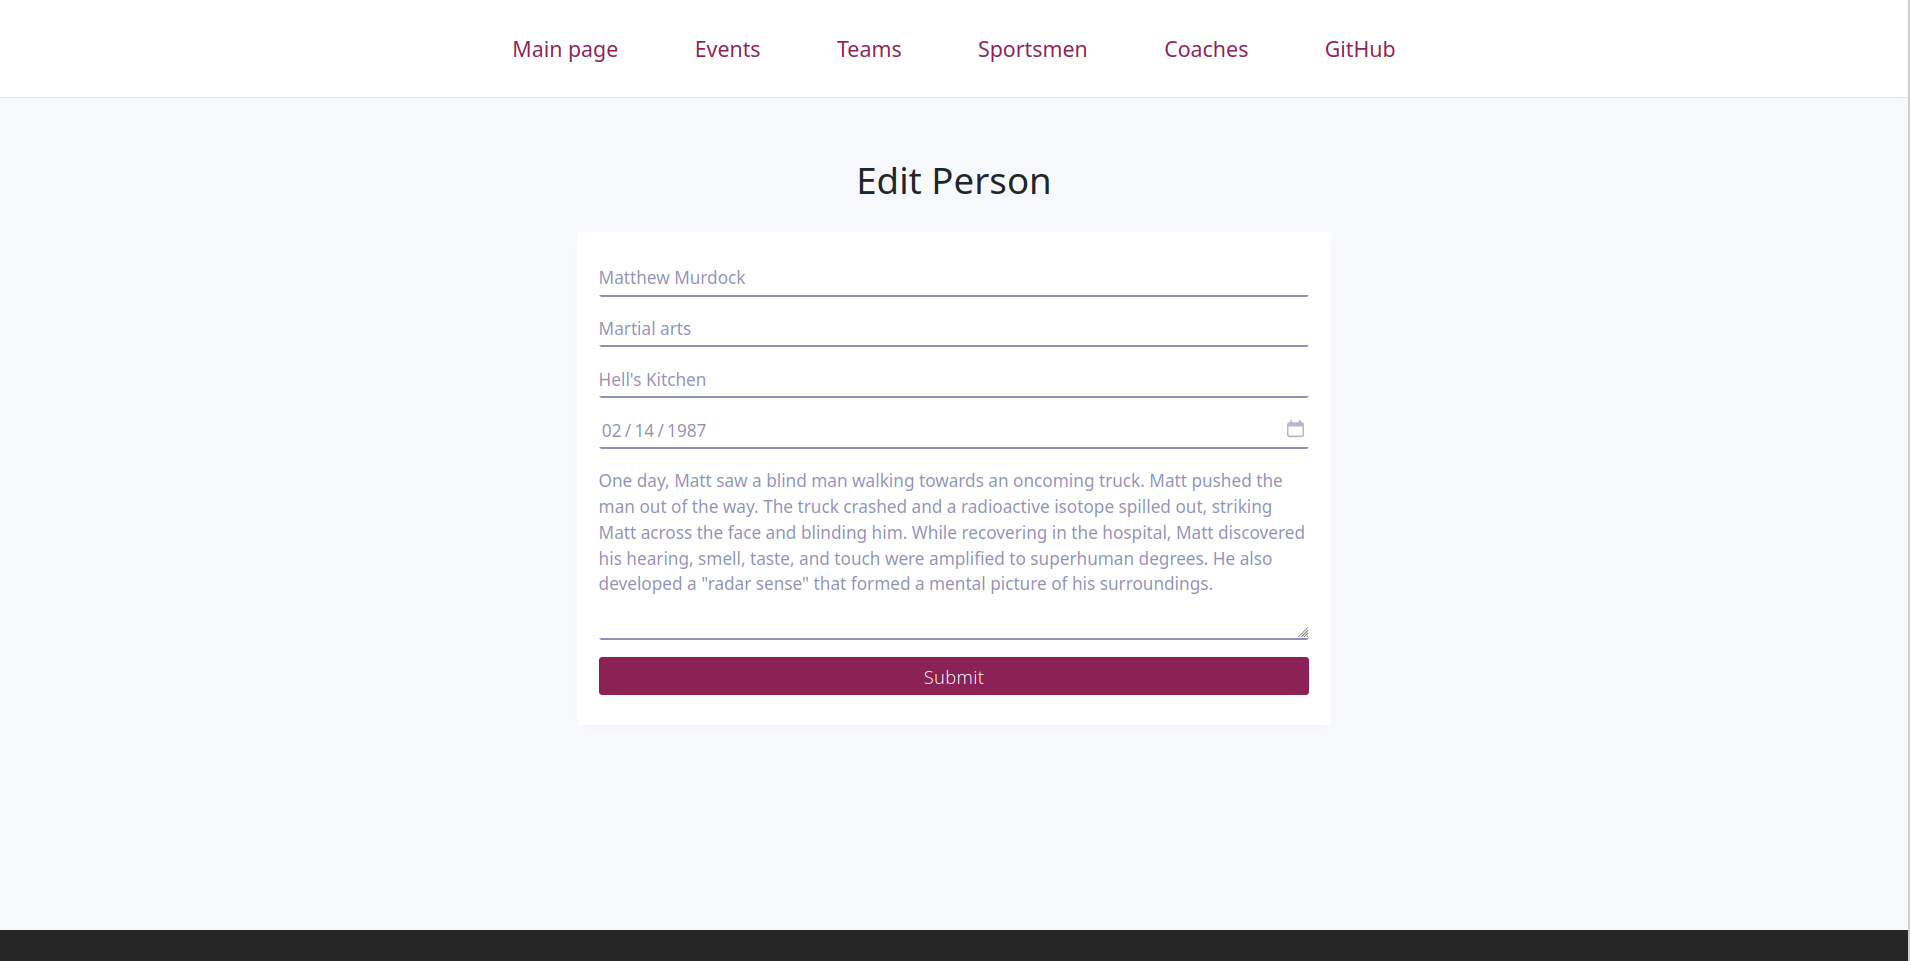 Main page Events Teams Sportsmen Coaches GitHub
Edit Person
Matthew Murdock
Martial arts
Hell's Kitchen
02 / 14 / 1987
One day, Matt saw a blind man walking towards an oncoming truck. Matt pushed the
man out of the way. The truck crashed and a radioactive isotope spilled out, striking
Matt across the face and blinding him. While recovering in the hospital, Matt discovered
his hearing, smell, taste, and touch were amplified to superhuman degrees. He also
developed a "radar sense" that formed a mental picture of his surroundings.
Submit